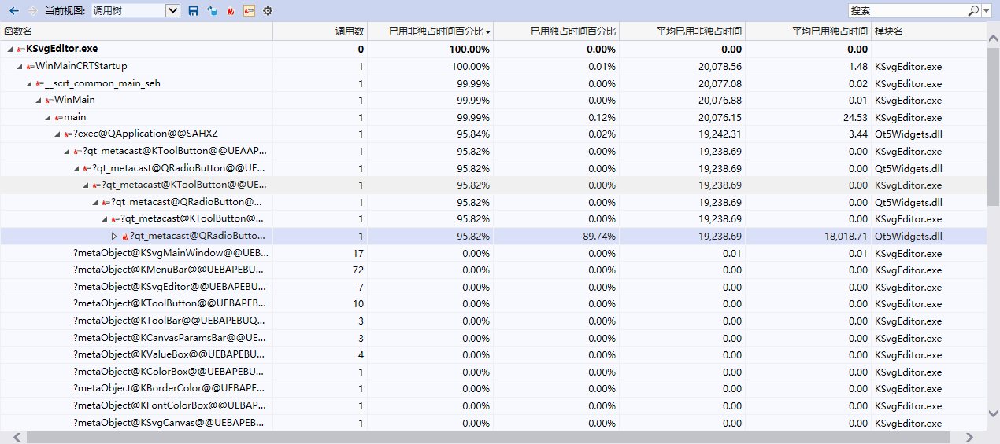 当前视图: 调用树 搜索
函数名 调用数 已用非独占时间百分比 已用独占时间百分比 平均已用非独占时间 平均已用独占时间 模块名
KSvgEditor.exe 0 100.00% 0.00% 0.00 0.00
WinMainCRTStartup 1 100.00% 0.01% 20,078.56 1.48 KSvgEditor.exe
__scrt_common_main_seh 1 99.99% 0.00% 20,077.08 0.02 KSvgEditor.exe
WinMain 1 99.99% 0.00% 20,076.88 0.01 KSvgEditor.exe
main 1 99.99% 0.12% 20,076.15 24.53 KSvgEditor.exe
?exec@QApplication@@SAHXZ 1 95.84% 0.02% 19,242.31 3.44 Qt5Widgets.dll
?qt_metacast@KToolButton@@UEAAP... 1 95.82% 0.00% 19,238.69 0.00 KSvgEditor.exe
?qt_metacast@QRadioButton@@UE... 1 95.82% 0.00% 19,238.69 0.00 Qt5Widgets.dll
?qt_metacast@KToolButton@@UE... 1 95.82% 0.00% 19,238.69 0.00 KSvgEditor.exe
?qt_metacast@QRadioButton@@... 1 95.82% 0.00% 19,238.69 0.00 Qt5Widgets.dll
?qt_metacast@KToolButton@... 1 95.82% 0.00% 19,238.69 0.00 KSvgEditor.exe
?qt_metacast@QRadioButto... 1 95.82% 89.74% 19,238.69 18,018.71 Qt5Widgets.dll
?metaObject@KSvgMainWindow@@UEB... 17 0.00% 0.00% 0.01 0.01 KSvgEditor.exe
?metaObject@KMenuBar@@UEBAPEBU... 72 0.00% 0.00% 0.00 0.00 KSvgEditor.exe
?metaObject@KSvgEditor@@UEBAPEBU... 7 0.00% 0.00% 0.00 0.00 KSvgEditor.exe
?metaObject@KToolButton@@UEBAPEB... 10 0.00% 0.00% 0.00 0.00 KSvgEditor.exe
?metaObject@KToolBar@@UEBAPEBUQ... 3 0.00% 0.00% 0.00 0.00 KSvgEditor.exe
?metaObject@KCanvasParamsBar@@UE... 3 0.00% 0.00% 0.00 0.00 KSvgEditor.exe
?metaObject@KValueBox@@UEBAPEBU... 4 0.00% 0.00% 0.00 0.00 KSvgEditor.exe
?metaObject@KColorBox@@UEBAPEBU... 1 0.00% 0.00% 0.00 0.00 KSvgEditor.exe
?metaObject@KBorderColor@@UEBAPE... 1 0.00% 0.00% 0.00 0.00 KSvgEditor.exe
?metaObject@KFontColorBox@@UEBAP... 1 0.00% 0.00% 0.00 0.00 KSvgEditor.exe
?metaObject@KSvgCanvas@@UEBAPEB... 1 0.00% 0.00% 0.00 0.00 KSvgEditor.exe